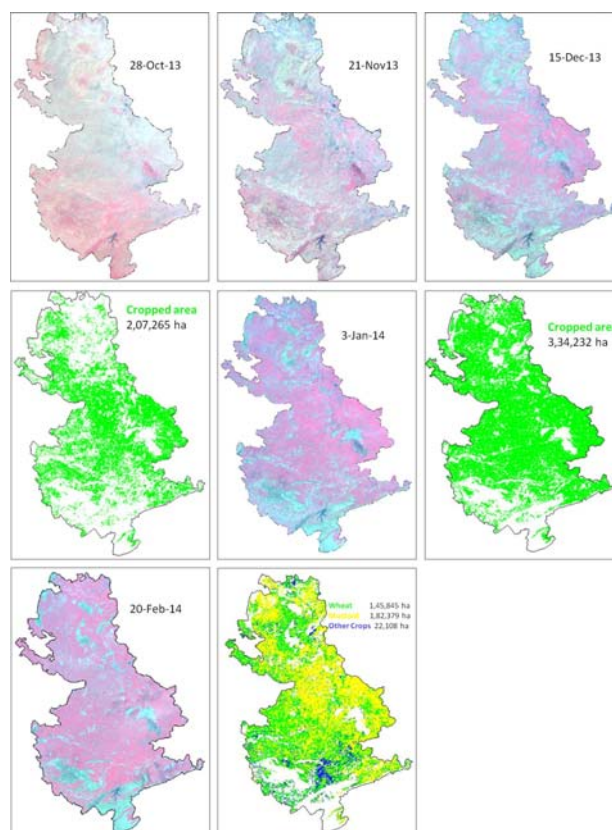 28-Oct-13
21-Nov13
15-Dec-13
Cropped area
2,07,265 ha
3-Jan-14
Cropped are
3,34,232 ha
20-Feb-14
Wheat 1,45,845 ha
Mustard 1,82,379 ha
Other Crops 22,108 ha